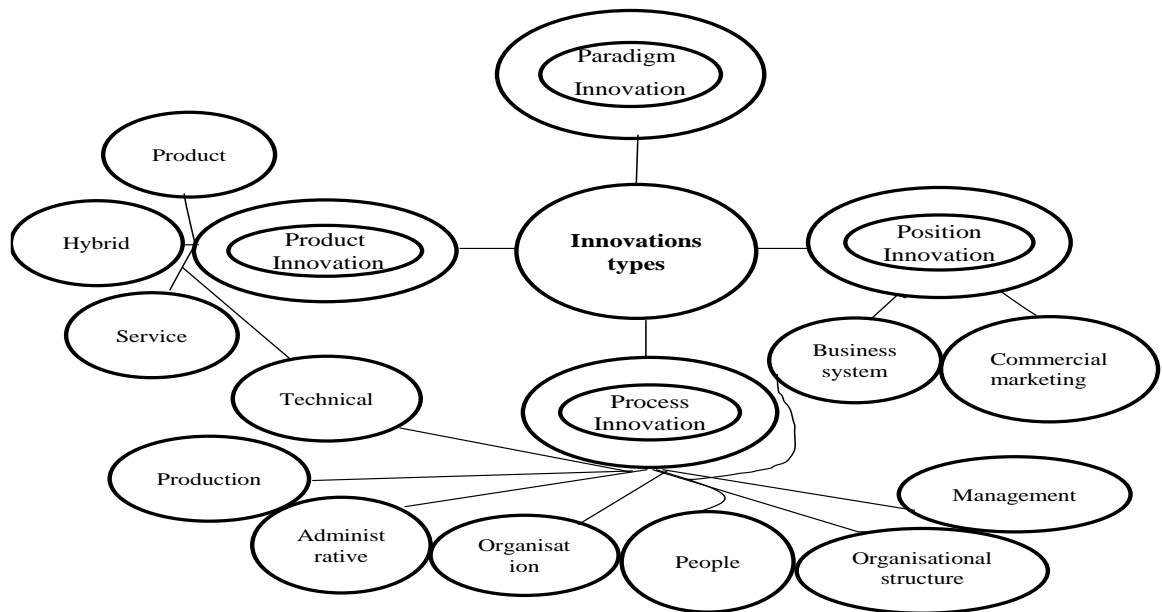 Paradigm
Innovation
Product
Hybrid
Product
Innovation
Innovations
types
Position
Innovation
Service
Business
system
Commercial
marketing
Technical
Process
Innovation
Production
Management
Administ
rative
Organisat
ion
People
Organisational
structure